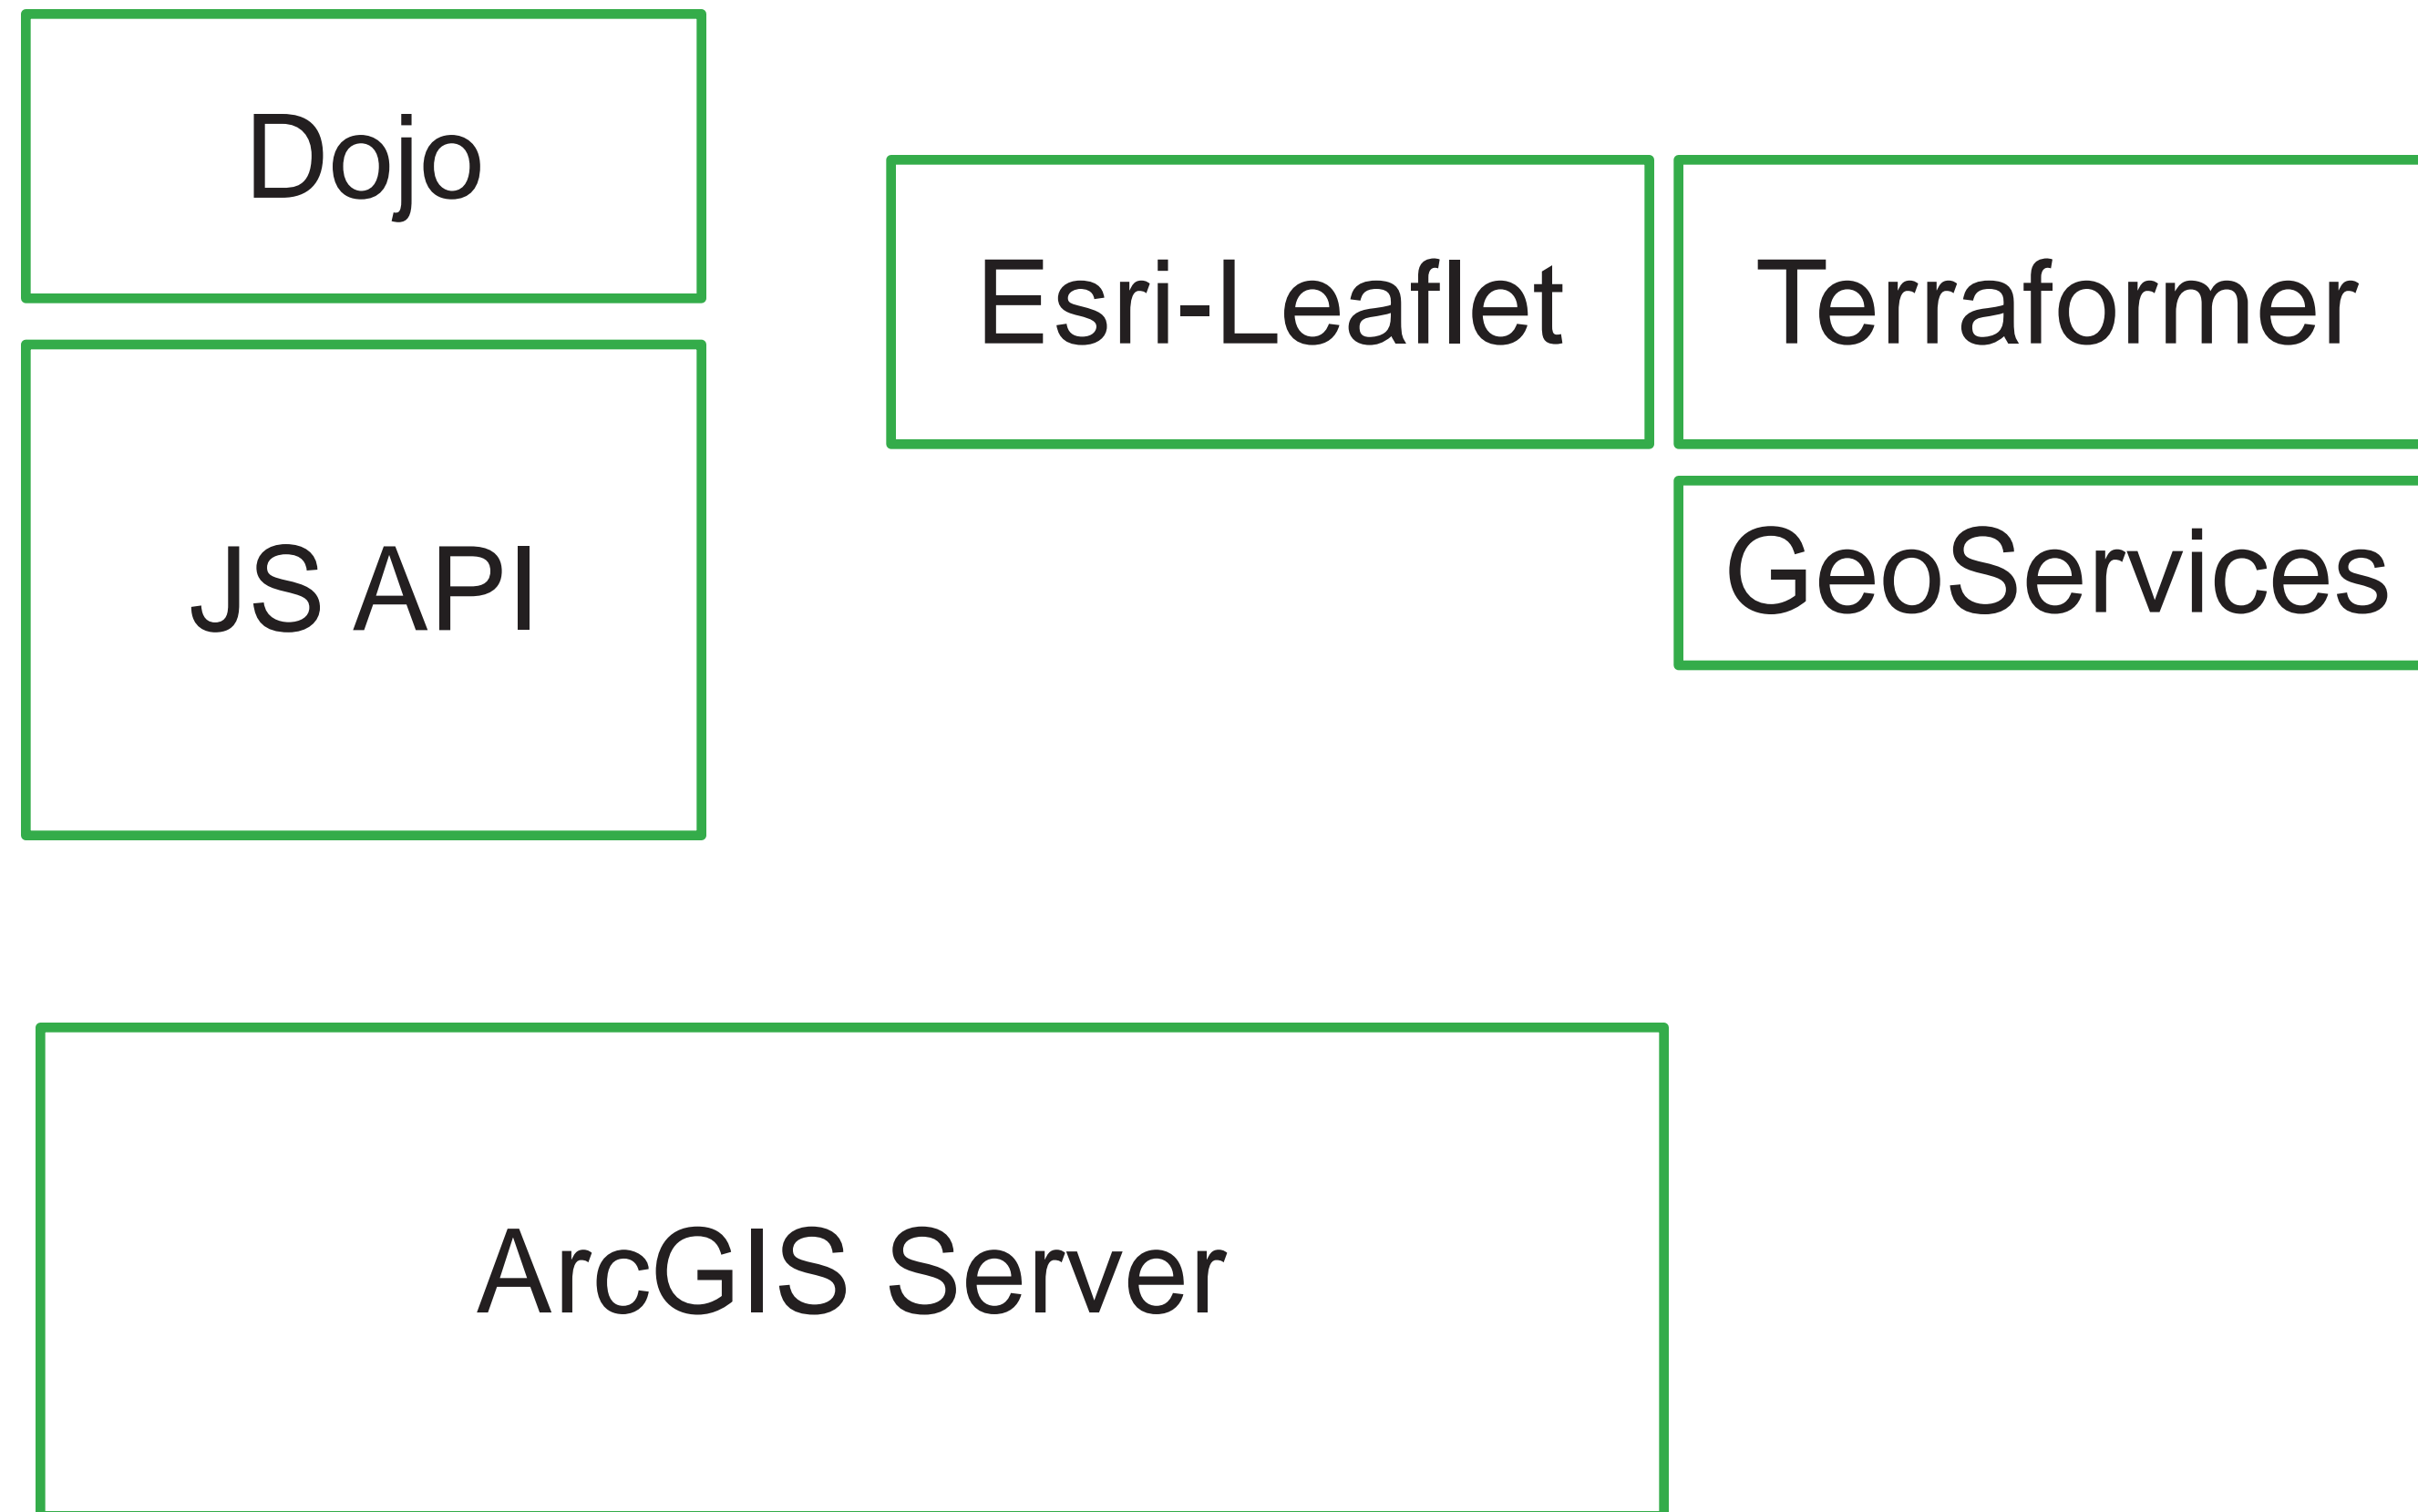 Dojo
Esri-Leaflet
Terraformer
JS API
GeoServices
ArcGIS Server